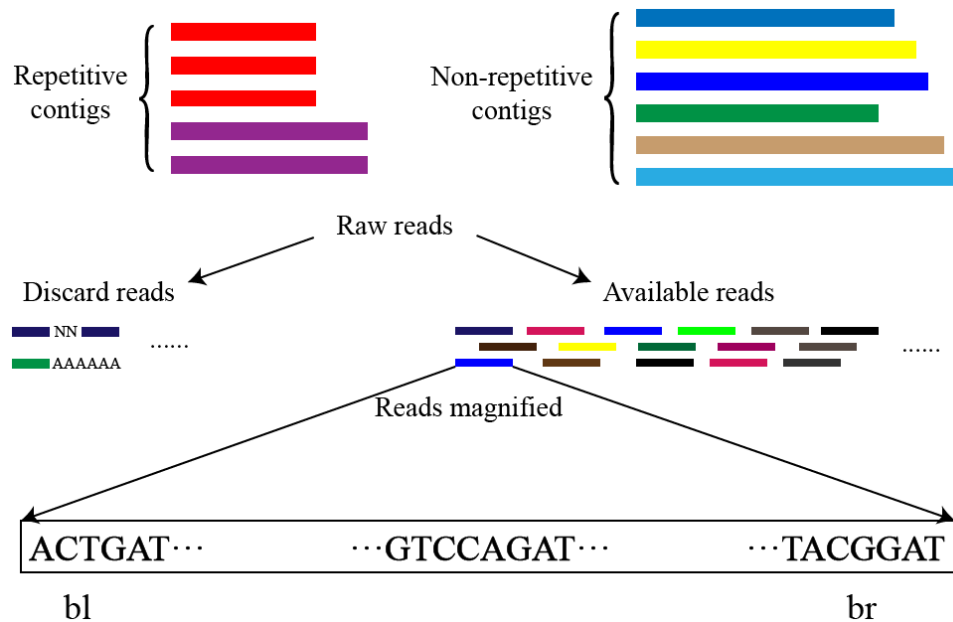 Repetitive
contigs
Non-repetitive
contigs
Raw reads
Discard reads
Available reads
NN
......
AAAAAA
......
Reads magnified
ACTGAT··· ···GTCCAGAT··· ···TACGGAT
bl br